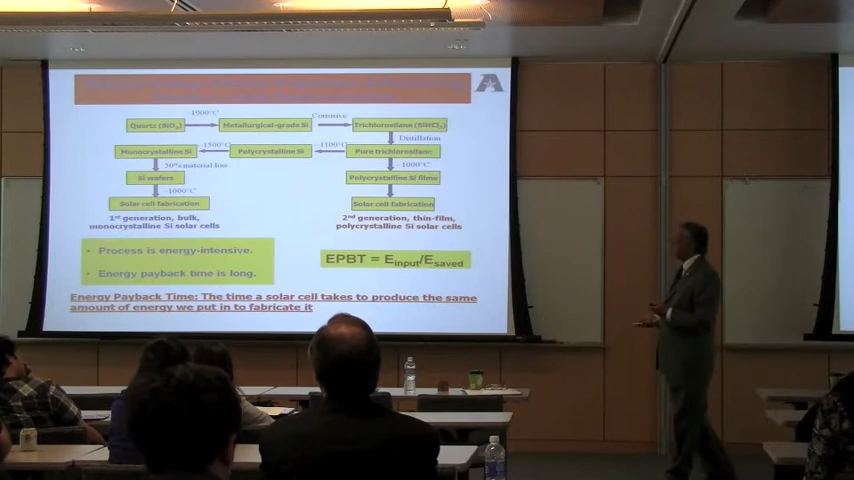 ~1900°C
Corrosive
Quartz (SiO2)
Metallurgical-grade Si
Trichlorosilane (SiHCl3)
Distillation
Monocrystalline Si
~1500°C
Polycrystalline Si
~1100°C
Pure trichlorosilane
50% material loss
~1000°C
Si wafers
Polycrystalline Si films
~1000°C
Solar cell fabrication
Solar cell fabrication
1st generation, bulk,
monocrystalline Si solar cells
2nd generation, thin-film,
polycrystalline Si solar cells
• Process is energy-intensive.
• Energy payback time is long.
EPBT = Einput/Esaved
Energy Payback Time: The time a solar cell takes to produce the same
amount of energy we put in to fabricate it